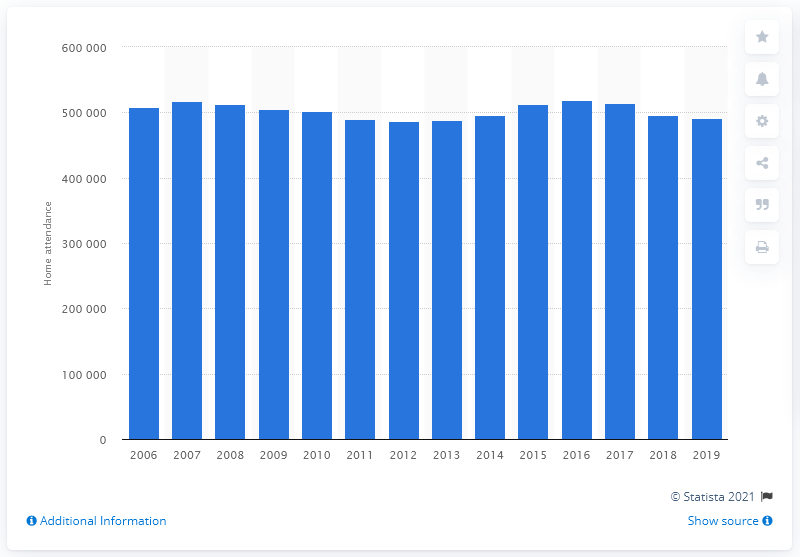 600 000
500 000
400 000
300 000
200 000
100 000
0
Home attendance
2006 2007 2008 2009 2010 2011 2012 2013 2014 2015 2016 2017 2018 2019
© Statista 2021
Additional Information
Show source